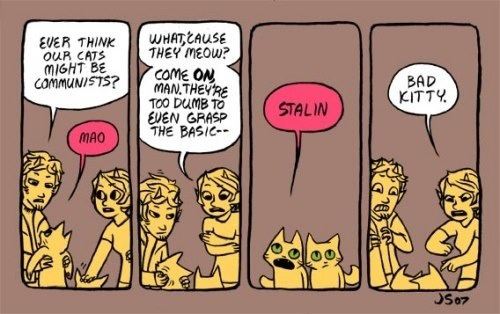 EVER THINK
OUR CATS
MIGHT BE
COMMUNISTS?
MAO
WHAT, CAUSE
THEY MEOW?
COME ON,
MAN. THEY'RE
TOO DUMB TO
EVEN GRASP
THE BASIC--
STALIN
BAD
KITTY.
JS07